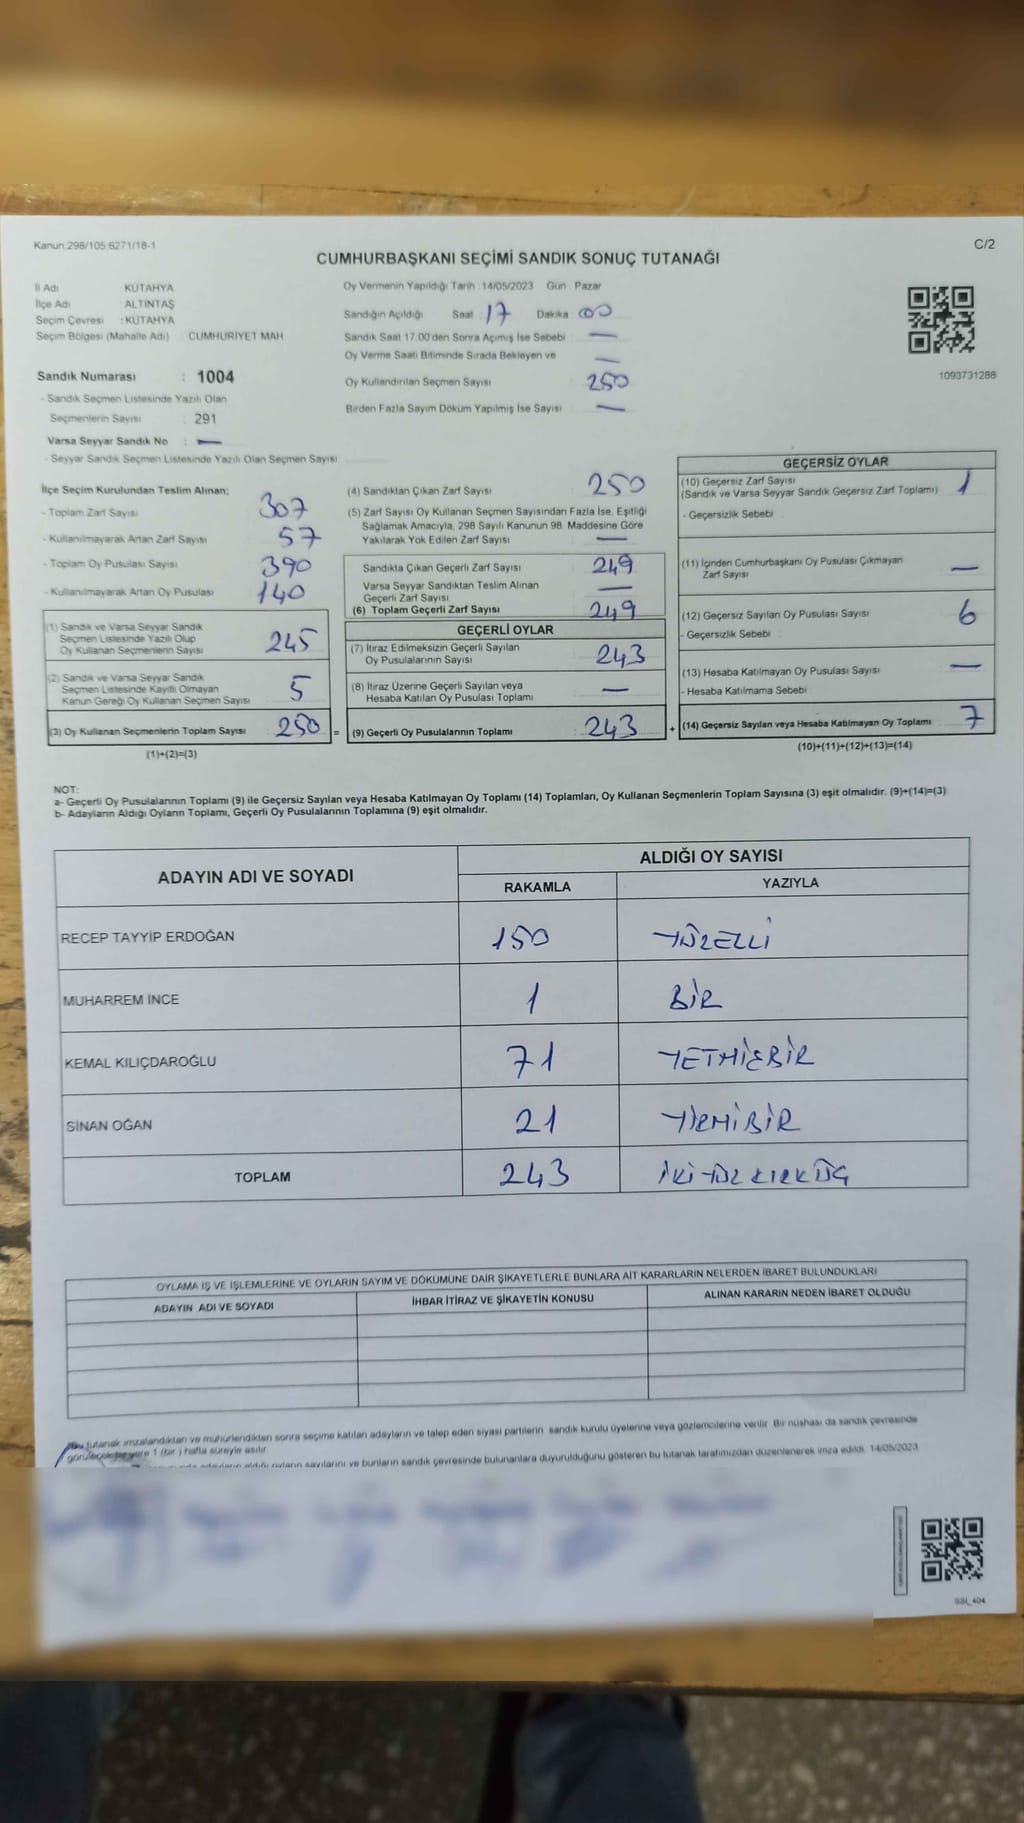 Kanun.298/105,6271/18-1
C/2
CUMHURBAŞKANI SEÇİMİ SANDIK SONUÇ TUTANAĞI
İl Adı : KÜTAHYA
İlçe Adı : ALTINTAŞ
Seçim Çevresi : KÜTAHYA
Seçim Bölgesi (Mahalle Adı) : CUMHURİYET MAH
Sandık Numarası : 1004
- Sandık Seçmen Listesinde Yazılı Olan
Seçmenlerin Sayısı : 291
Varsa Seyyar Sandık No : —
- Seyyar Sandık Seçmen Listesinde Yazılı Olan Seçmen Sayısı
Oy Vermenin Yapıldığı Tarih : 14/05/2023 Gün : Pazar
Sandığın Açıldığı Saat : 17 Dakika : 00
Sandık Saat 17:00'den Sonra Açımış İse Sebebi : —
Oy Verme Saati Bitiminde Sırada Bekleyen ve —
Oy Kullandırılan Seçmen Sayısı : 250
Birden Fazla Sayım Döküm Yapılmış İse Sayısı : —
1093731288
İlçe Seçim Kurulundan Teslim Alınan;
- Toplam Zarf Sayısı : 307
- Kullanılmayarak Artan Zarf Sayısı : 57
- Toplam Oy Pusulası Sayısı : 390
- Kullanılmayarak Artan Oy Pusulası : 140
(1) Sandık ve Varsa Seyyar Sandık
Seçmen Listesinde Yazılı Olup
Oy Kullanan Seçmenlerin Sayısı : 245
(2) Sandık ve Varsa Seyyar Sandık
Seçmen Listesinde Kayıtlı Olmayan
Kanun Gereği Oy Kullanan Seçmen Sayısı : 5
(3) Oy Kullanan Seçmenlerin Toplam Sayısı : 250 =
(1)+(2)=(3)
(4) Sandıktan Çıkan Zarf Sayısı : 250
(5) Zarf Sayısı Oy Kullanan Seçmen Sayısından Fazla İse, Eşitliği
Sağlamak Amacıyla, 298 Sayılı Kanunun 98. Maddesine Göre
Yakılarak Yok Edilen Zarf Sayısı : —
Sandıkta Çıkan Geçerli Zarf Sayısı : 249
Varsa Seyyar Sandıktan Teslim Alınan
Geçerli Zarf Sayısı : —
(6) Toplam Geçerli Zarf Sayısı : 249
GEÇERLİ OYLAR
(7) İtiraz Edilmeksizin Geçerli Sayılan
Oy Pusulalarının Sayısı : 243
(8) İtiraz Üzerine Geçerli Sayılan veya
Hesaba Katılan Oy Pusulası Toplamı : —
(9) Geçerli Oy Pusulalarının Toplamı : 243 +
GEÇERSİZ OYLAR
(10) Geçersiz Zarf Sayısı : 1
(Sandık ve Varsa Seyyar Sandık Geçersiz Zarf Toplamı)
- Geçersizlik Sebebi :
(11) İçinden Cumhurbaşkanı Oy Pusulası Çıkmayan
Zarf Sayısı : —
(12) Geçersiz Sayılan Oy Pusulası Sayısı : 6
- Geçersizlik Sebebi :
(13) Hesaba Katılmayan Oy Pusulası Sayısı : —
- Hesaba Katılmama Sebebi :
(14) Geçersiz Sayılan veya Hesaba Katılmayan Oy Toplamı : 7
(10)+(11)+(12)+(13)=(14)
NOT:
a- Geçerli Oy Pusulalarının Toplamı (9) ile Geçersiz Sayılan veya Hesaba Katılmayan Oy Toplamı (14) Toplamları, Oy Kullanan Seçmenlerin Toplam Sayısına (3) eşit olmalıdır. (9)+(14)=(3)
b- Adayların Aldığı Oyların Toplamı, Geçerli Oy Pusulalarının Toplamına (9) eşit olmalıdır.
ADAYIN ADI VE SOYADI
ALDIĞI OY SAYISI
RAKAMLA YAZIYLA
RECEP TAYYİP ERDOĞAN 150 YÜZELLİ
MUHARREM İNCE 1 BİR
KEMAL KILIÇDAROĞLU 71 YETMİŞBİR
SİNAN OĞAN 21 YİRMİBİR
TOPLAM 243 İKİYÜZKIRKÜÇ
OYLAMA İŞ VE İŞLEMLERİNE VE OYLARIN SAYIM VE DÖKÜMÜNE DAİR ŞİKAYETLERLE BUNLARA AİT KARARLARIN NELERDEN İBARET BULUNDUKLARI
ADAYIN ADI VE SOYADI İHBAR İTİRAZ VE ŞİKAYETİN KONUSU ALINAN KARARIN NEDEN İBARET OLDUĞU
Bu tutanak imzalandıktan ve mühürlendikten sonra seçime katılan adayların ve talep eden siyasi partilerin sandık kurulu üyelerine veya gözlemcilerine verilir. Bir nüshası da sandık çevresinde
görülecek bir yere 1 (bir) hafta süreyle asılır.
adayların aldığı oyların sayılarını ve bunların sandık çevresinde bulunanlara duyurulduğunu gösteren bu tutanak tarafımızdan düzenlenerek imza edildi. 14/05/2023
SSI_404